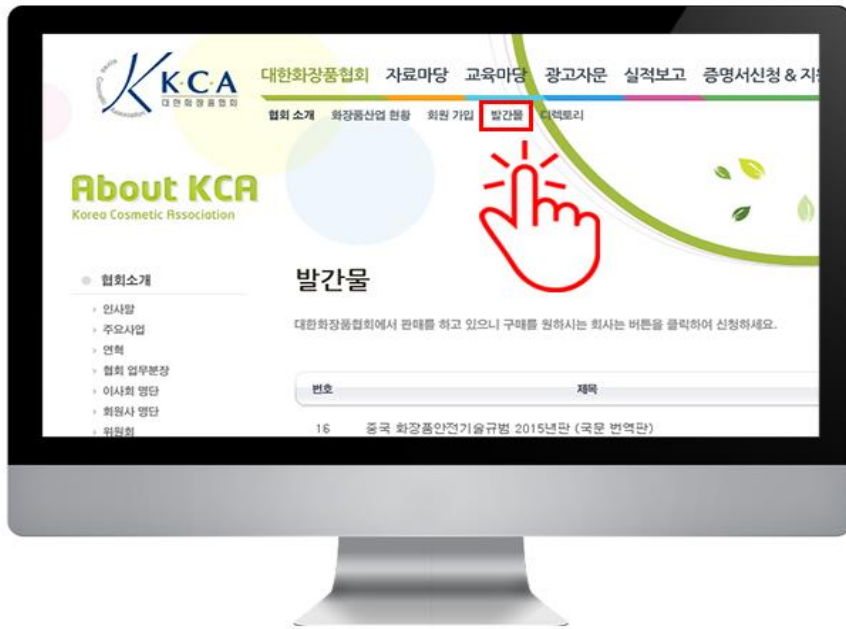 K·C·A
대한화장품협회
대한화장품협회 자료마당 교육마당 광고자문 실적보고 증명서신청 & 지원
협회 소개 화장품산업 현황 회원 가입 발간물 디렉토리
About KCA
Korea Cosmetic Association
협회소개
인사말
주요사업
연혁
협회 업무분장
이사회 명단
회원사 명단
위원회
발간물
대한화장품협회에서 판매를 하고 있으니 구매를 원하시는 회사는 버튼을 클릭하여 신청하세요.
번호 제목
16 중국 화장품안전기술규범 2015년판 (국문 번역판)